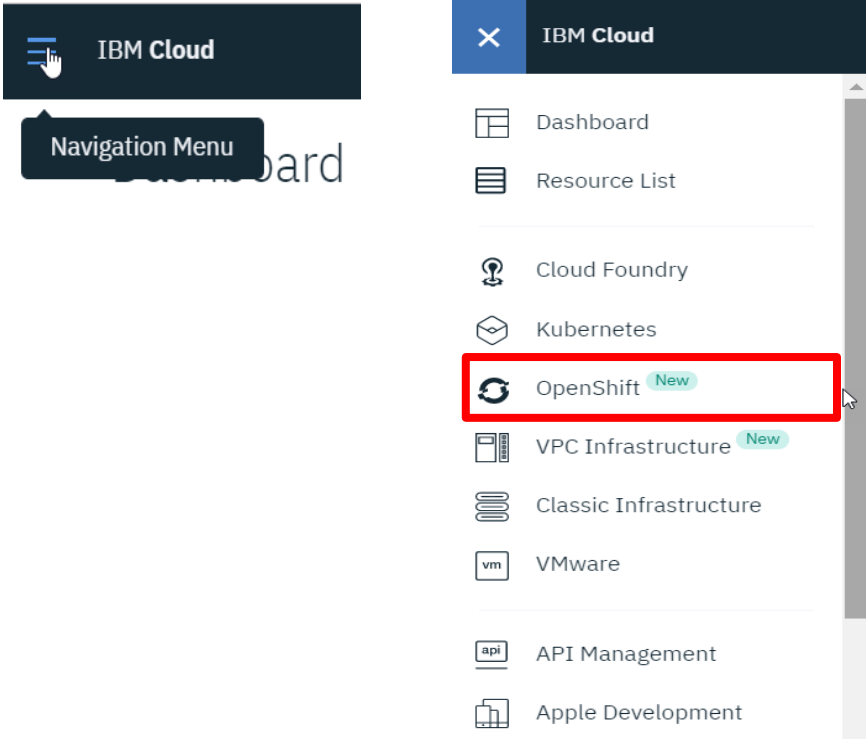 IBM Cloud
Navigation Menu
Dashboard
IBM Cloud
Dashboard
Resource List
Cloud Foundry
Kubernetes
OpenShift New
VPC Infrastructure New
Classic Infrastructure
vm VMware
api API Management
Apple Development